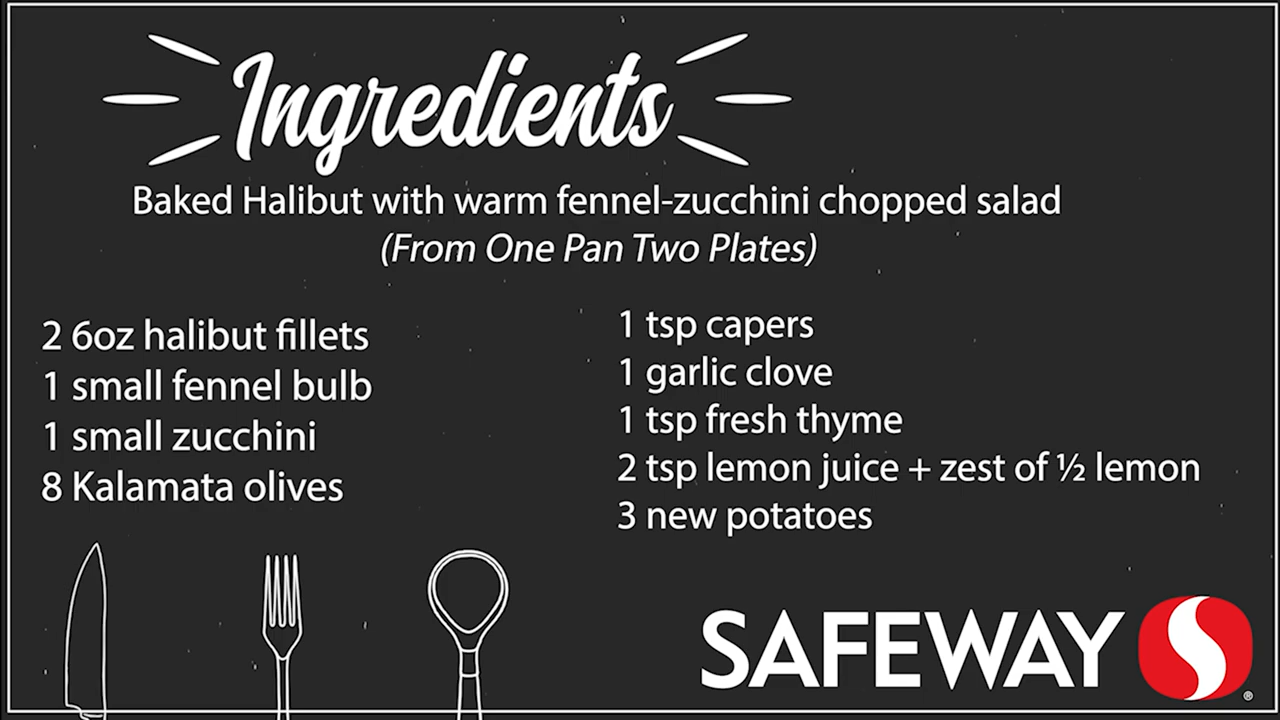 Ingredients
Baked Halibut with warm fennel-zucchini chopped salad
(From One Pan Two Plates)
2 6oz halibut fillets
1 small fennel bulb
1 small zucchini
8 Kalamata olives
1 tsp capers
1 garlic clove
1 tsp fresh thyme
2 tsp lemon juice + zest of ½ lemon
3 new potatoes
SAFEWAY ®